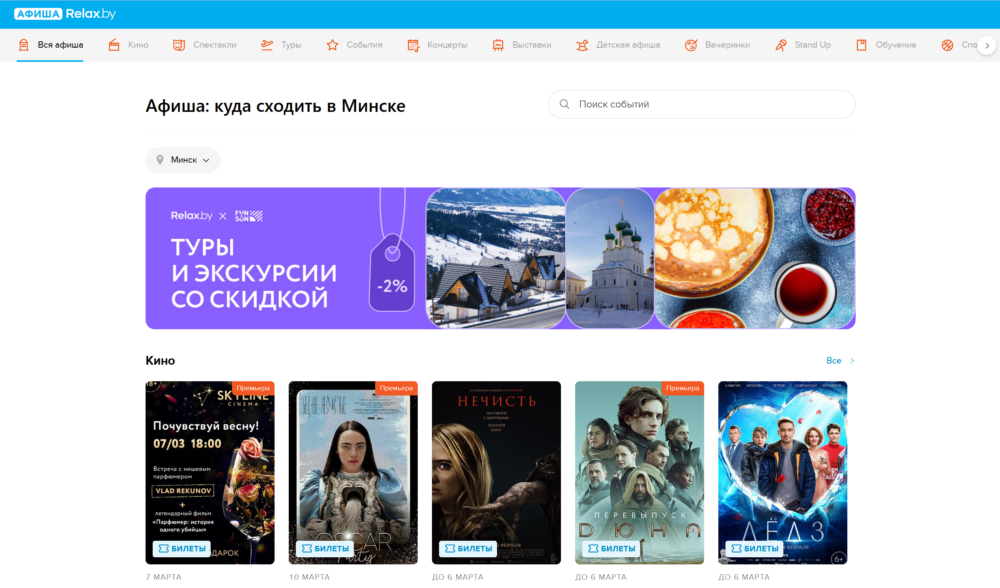 АФИША Relax.by
Вся афиша
Кино
Спектакли
Туры
События
Концерты
Выставки
Детская афиша
Вечеринки
Stand Up
Обучение
Спо
Афиша: куда сходить в Минске
Поиск событий
Минск
Relax.by X FUN&SUN
ТУРЫ
И ЭКСКУРСИИ
СО СКИДКОЙ
-2%
Кино
Все
18+
Премьера
SKYLINE
CINEMA
Почувствуй весну!
07/03 18:00
Встреча с нишевым
парфюмером
VLAD REKUNOV
+
легендарный фильм
«Парфюмер: история
одного убийцы»
БИЛЕТЫ
ДАРОК
7 МАРТА
Премьера
БЕДНЫЕ-НЕСЧАСТНЫЕ
OSCAR
Party
БИЛЕТЫ
10 МАРТА
ОТ ПРОДЮСЕРА ФИЛЬМОВ ОНО И ВАРВАР
НЕЧИСТЬ
ПОГОВОРИ
С МЕРТВЫМИ.
ЗАПЛАТИ
ЦЕНУ.
БИЛЕТЫ
2 ФЕВРАЛЯ
18+
ДО 6 МАРТА
Премьера
ПЕРЕВЫПУСК
DЮНА
БИЛЕТЫ
ДО 6 МАРТА
ЛАВЫГИН АРОНОВА ПЕТРОВ САВРАНСКАЯ БЕЛОЗЕРОВ
ЛЁД 3
БИЛЕТЫ
4 ФЕВРАЛЯ
6+
ДО 6 МАРТА